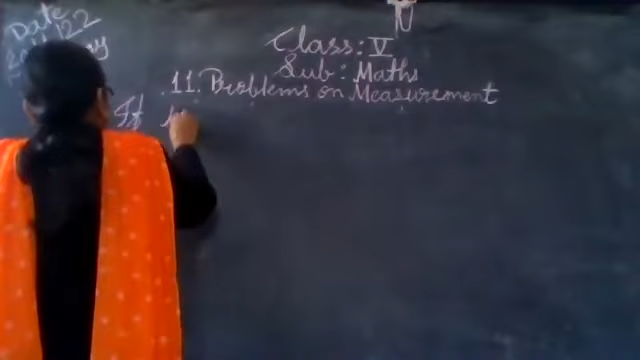 Date
Class: V
Sub: Maths
11. Problems on Measurement
If